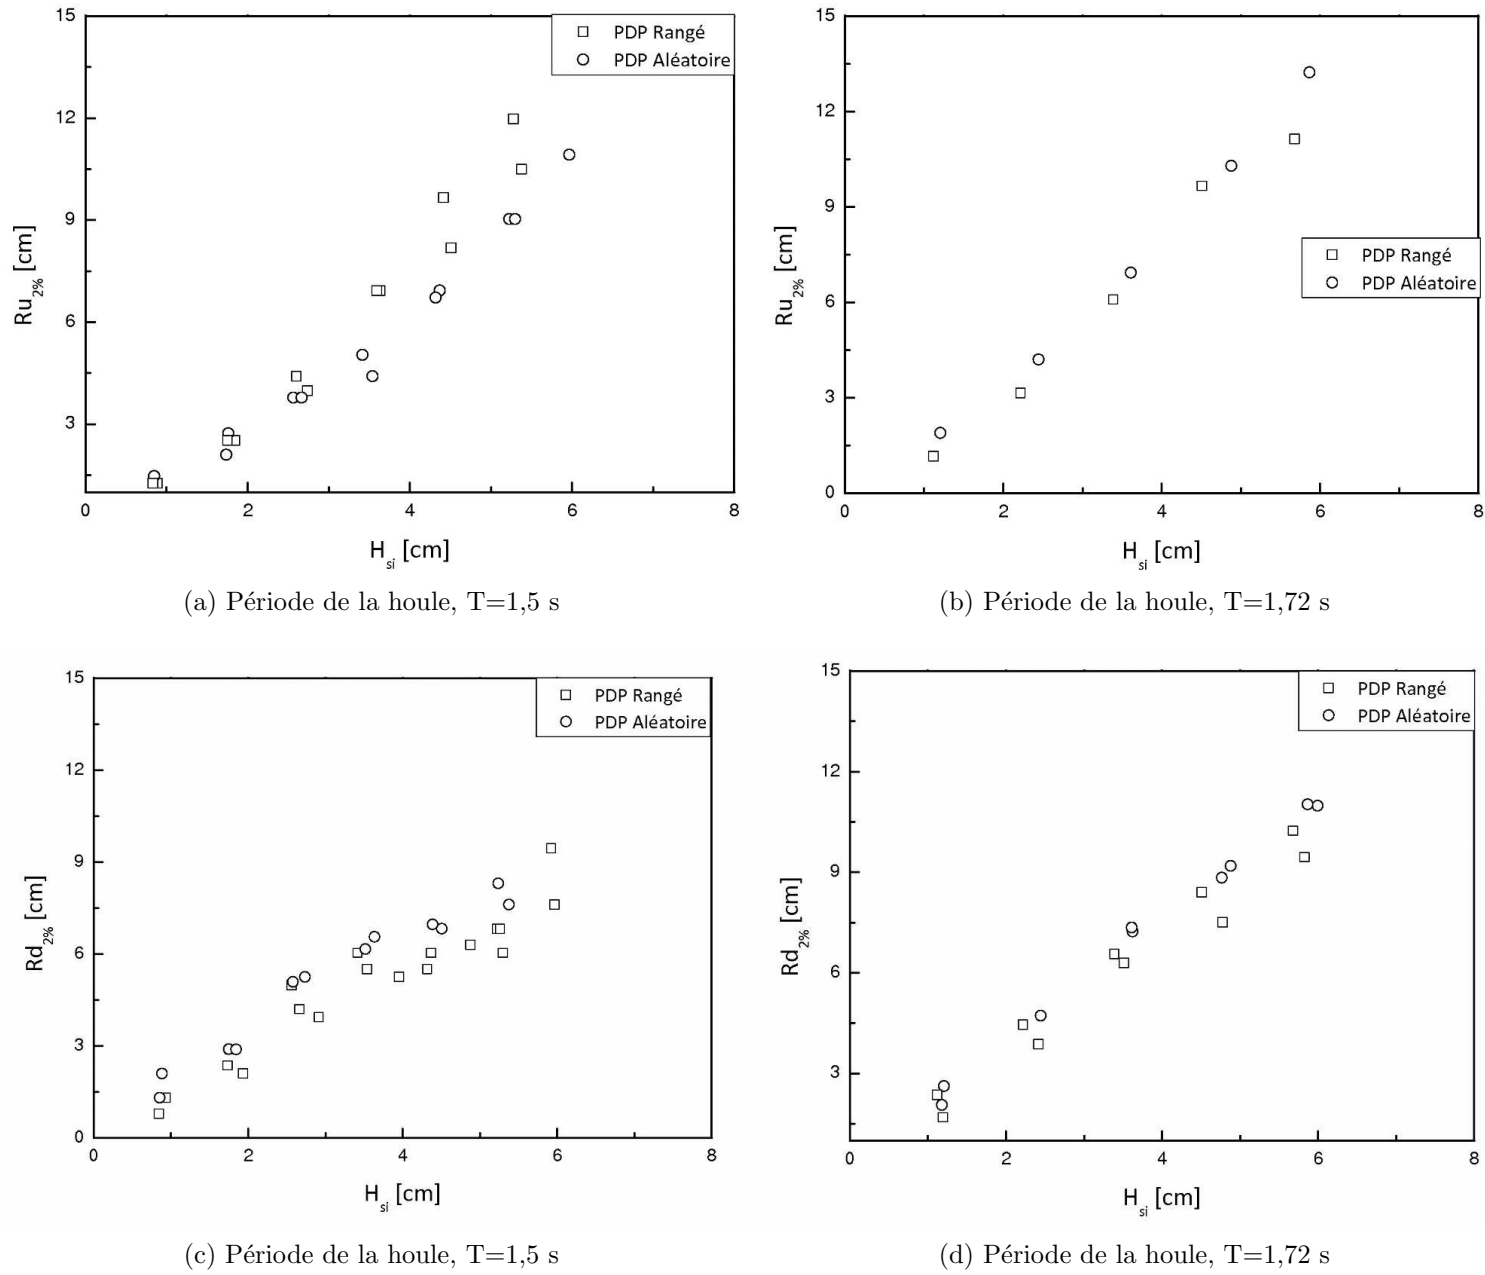 15
12
9
6
3
0 2 4 6 8
Ru2% [cm]
Hsi [cm]
PDP Rangé
PDP Aléatoire
(a) Période de la houle, T=1,5 s
15
12
9
6
3
0
0 2 4 6 8
Ru2% [cm]
Hsi [cm]
PDP Rangé
PDP Aléatoire
(b) Période de la houle, T=1,72 s
15
12
9
6
3
0
0 2 4 6 8
Rd2% [cm]
Hsi [cm]
PDP Rangé
PDP Aléatoire
(c) Période de la houle, T=1,5 s
15
12
9
6
3
0 2 4 6 8
Rd2% [cm]
Hsi [cm]
PDP Rangé
PDP Aléatoire
(d) Période de la houle, T=1,72 s